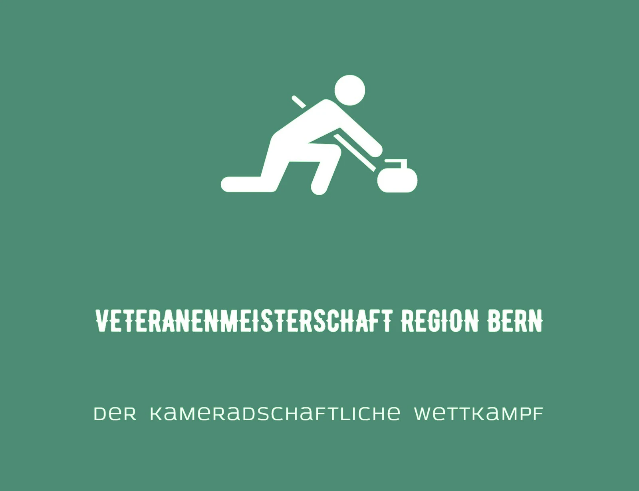 VETERANENMEISTERSCHAFT REGION BERN
Der kameradschaftliche Wettkampf